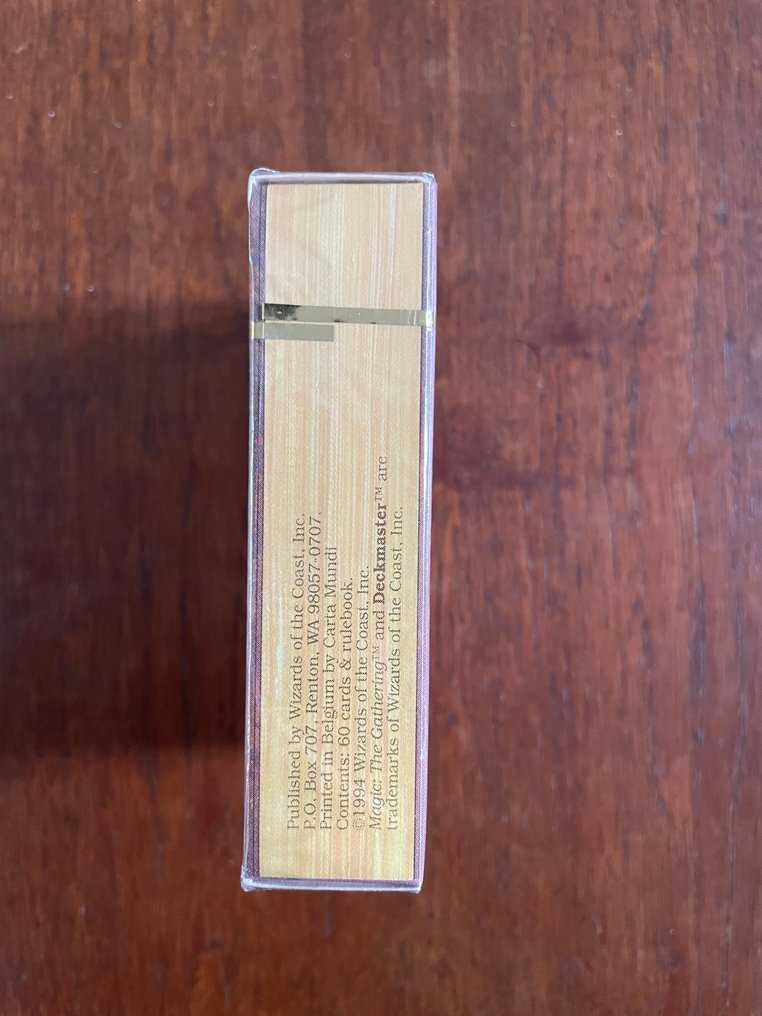 Published by Wizards of the Coast, Inc.
P.O. Box 707, Renton, WA 98057-0707.
Printed in Belgium by Carta Mundi
Contents: 60 cards & rulebook.
©1994 Wizards of the Coast, Inc.
Magic: The Gathering™ and Deckmaster™ are
trademarks of Wizards of the Coast, Inc.